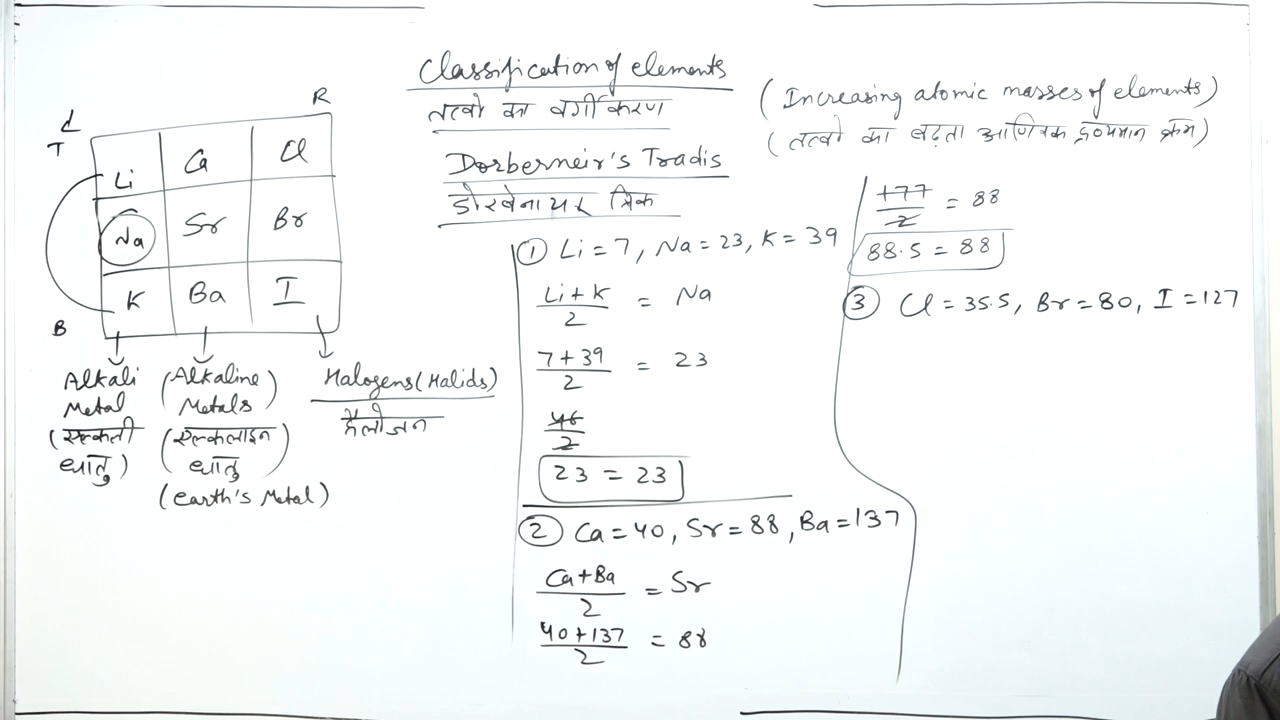 Classification of elements
तत्वो का वर्गीकरण
(Increasing atomic masses of elements)
(तत्वो का बढ़ता आणविक द्रव्यमान क्रम)
Dorberneir's Tradis
डोरबेनायर त्रिक
L
T
R
B
Li Ca Cl
Na Sr Br
K Ba I
Alkali
Metal
(एल्कली
धातु)
(Alkaline)
Metals
(एल्कलाइन)
धातु
(earth's Metal)
Halogens (Halids)
हैलोजन
① Li = 7, Na = 23, K = 39
Li + K / 2 = Na
7 + 39 / 2 = 23
46 / 2
23 = 23
② Ca = 40, Sr = 88, Ba = 137
Ca + Ba / 2 = Sr
40 + 137 / 2 = 88
177 / 2 = 88
88.5 = 88
③ Cl = 35.5, Br = 80, I = 127